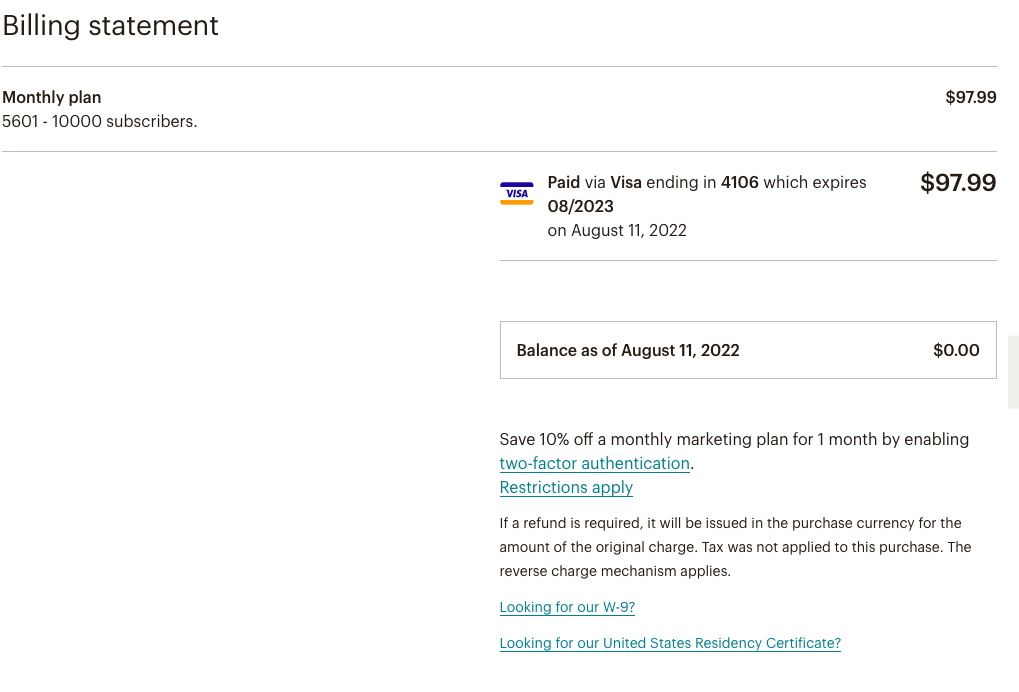 Billing statement
Monthly plan
$97.99
5601 - 10000 subscribers.
VISA
Paid via Visa ending in 4106 which expires
08/2023
on August 11, 2022
$97.99
Balance as of August 11, 2022
$0.00
Save 10% off a monthly marketing plan for 1 month by enabling
two-factor authentication.
Restrictions apply
If a refund is required, it will be issued in the purchase currency for the
amount of the original charge. Tax was not applied to this purchase. The
reverse charge mechanism applies.
Looking for our W-9?
Looking for our United States Residency Certificate?